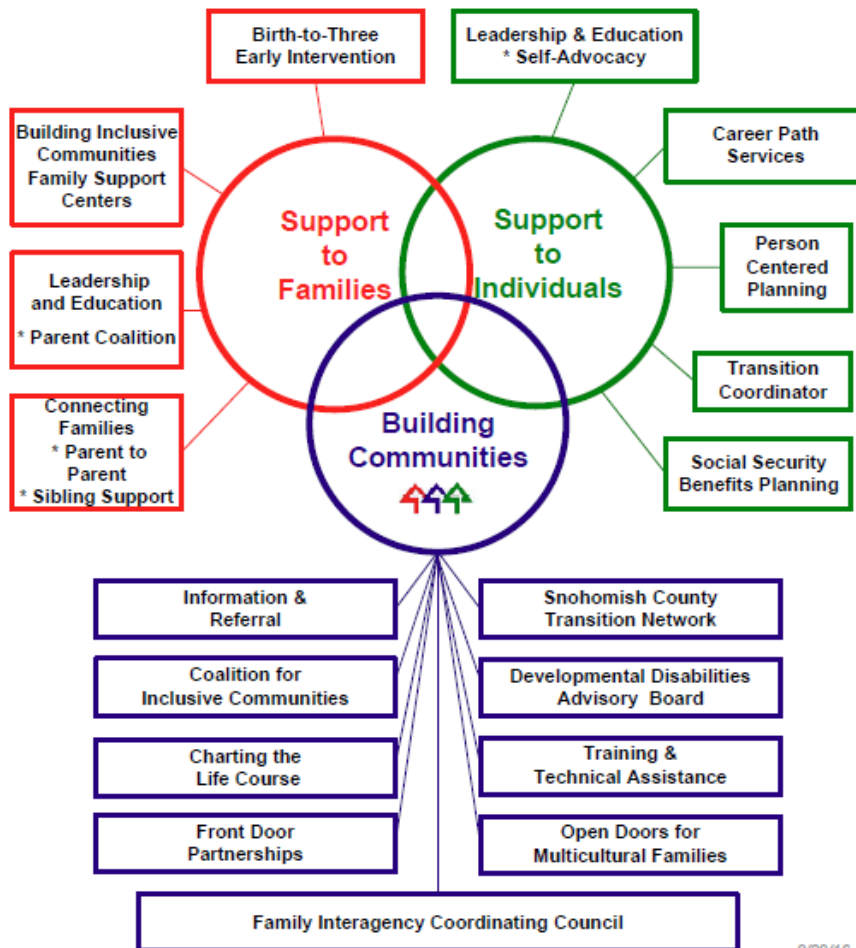 Birth-to-Three
Early Intervention
Leadership & Education
* Self-Advocacy
Building Inclusive
Communities
Family Support
Centers
Career Path
Services
Support
to
Families
Support
to
Individuals
Person
Centered
Planning
Leadership
and Education
* Parent Coalition
Transition
Coordinator
Connecting
Families
* Parent to
Parent
* Sibling Support
Building
Communities
Social Security
Benefits Planning
Information &
Referral
Snohomish County
Transition Network
Coalition for
Inclusive Communities
Developmental Disabilities
Advisory Board
Charting the
Life Course
Training &
Technical Assistance
Front Door
Partnerships
Open Doors for
Multicultural Families
Family Interagency Coordinating Council